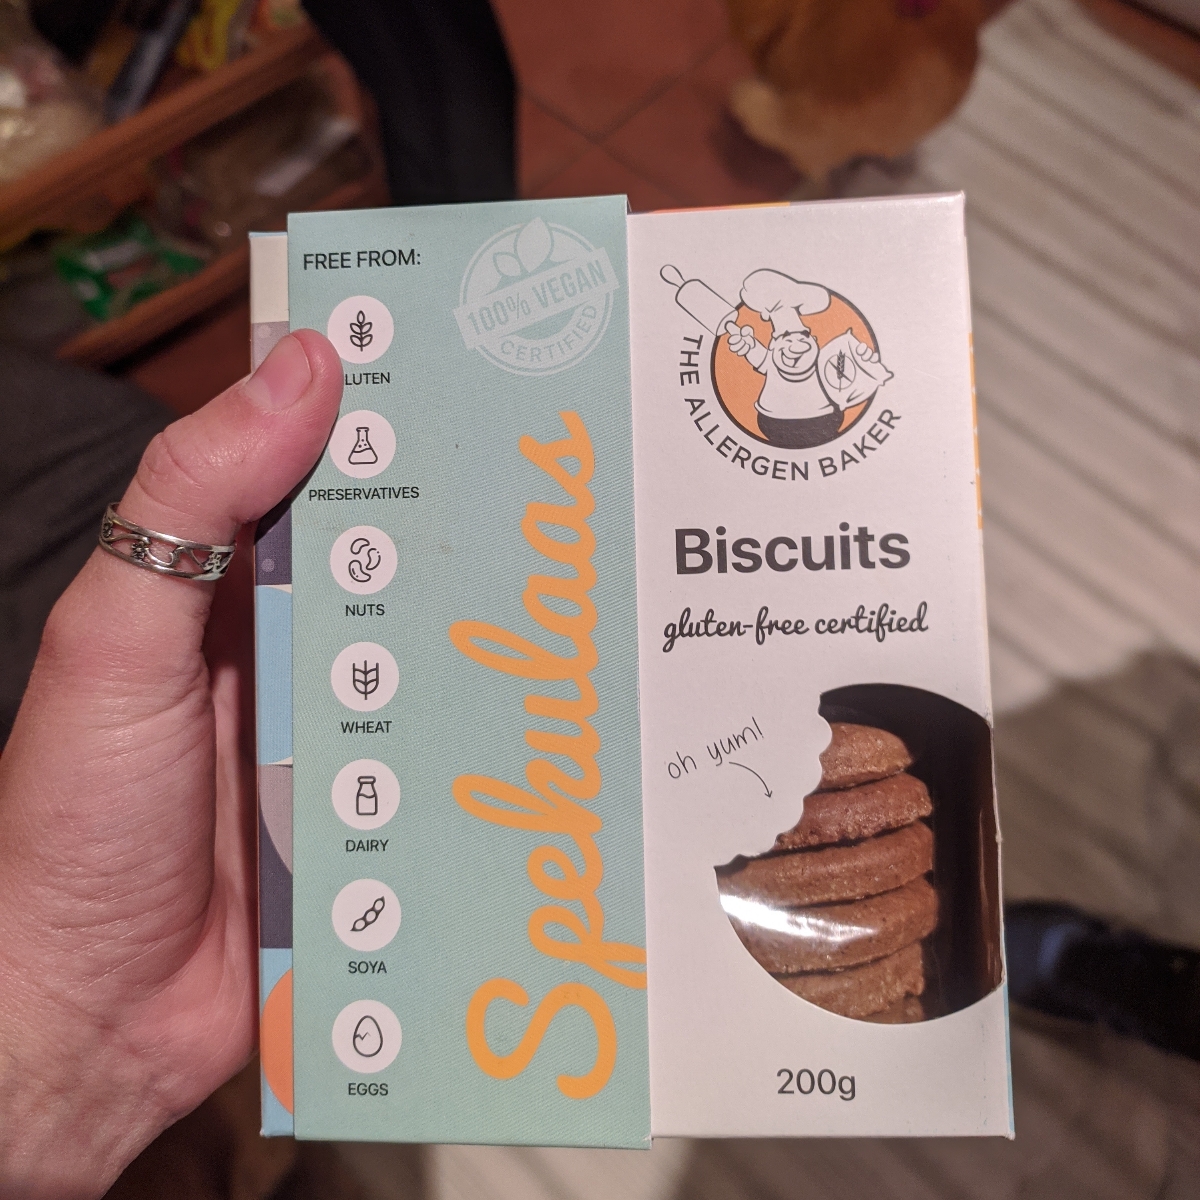 FREE FROM:
100% VEGAN
CERTIFIED
LUTEN
PRESERVATIVES
NUTS
WHEAT
DAIRY
SOYA
EGGS
Spekulaas
THE ALLERGEN BAKER
Biscuits
gluten-free certified
oh yum!
200g